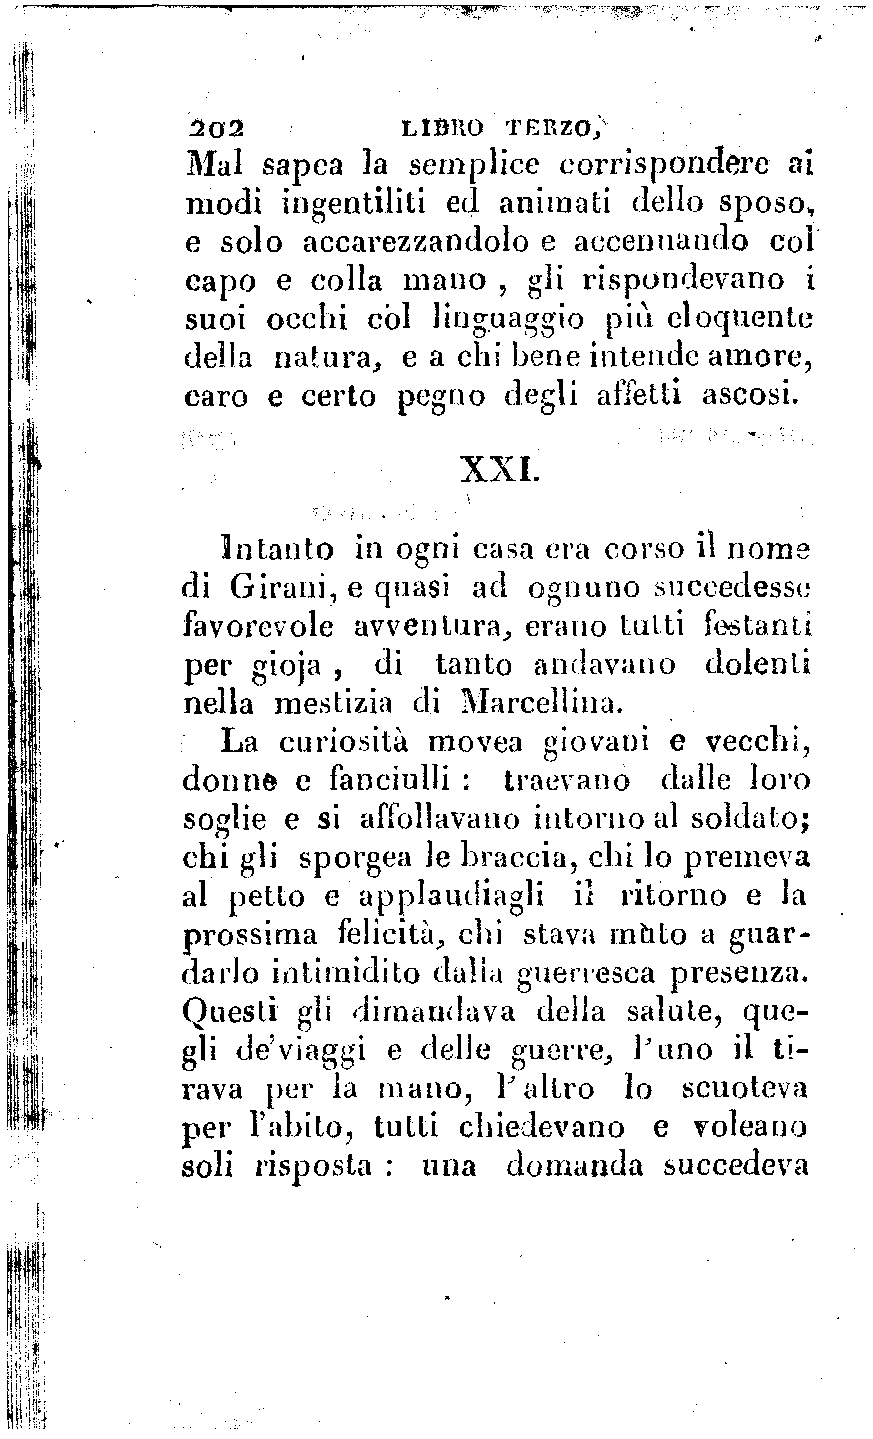 202 LIBRO TERZO,
Mal sapea la semplice corrispondere ai
modi ingentiliti ed animati dello sposo,
e solo accarezzandolo e accennando col
capo e colla mano , gli rispondevano i
suoi occhi col linguaggio più eloquente
della natura, e a chi bene intende amore,
caro e certo pegno degli affetti ascosi.
XXI.
Intanto in ogni casa era corso il nome
di Girani, e quasi ad ognuno succedesse
favorevole avventura, erano tutti festanti
per gioja , di tanto andavano dolenti
nella mestizia di Marcellina.
La curiosità movea giovani e vecchi,
donne e fanciulli : traevano dalle loro
soglie e si affollavano intorno al soldato;
chi gli sporgea le braccia, chi lo premeva
al petto e applaudiagli il ritorno e la
prossima felicità, chi stava mùto a guar-
darlo intimidito dalla guerresca presenza.
Questi gli dimandava della salute, que-
gli de'viaggi e delle guerre, l'uno il ti-
rava per la mano, l'altro lo scuoteva
per l'abito, tutti chiedevano e voleano
soli risposta : una domanda succedeva